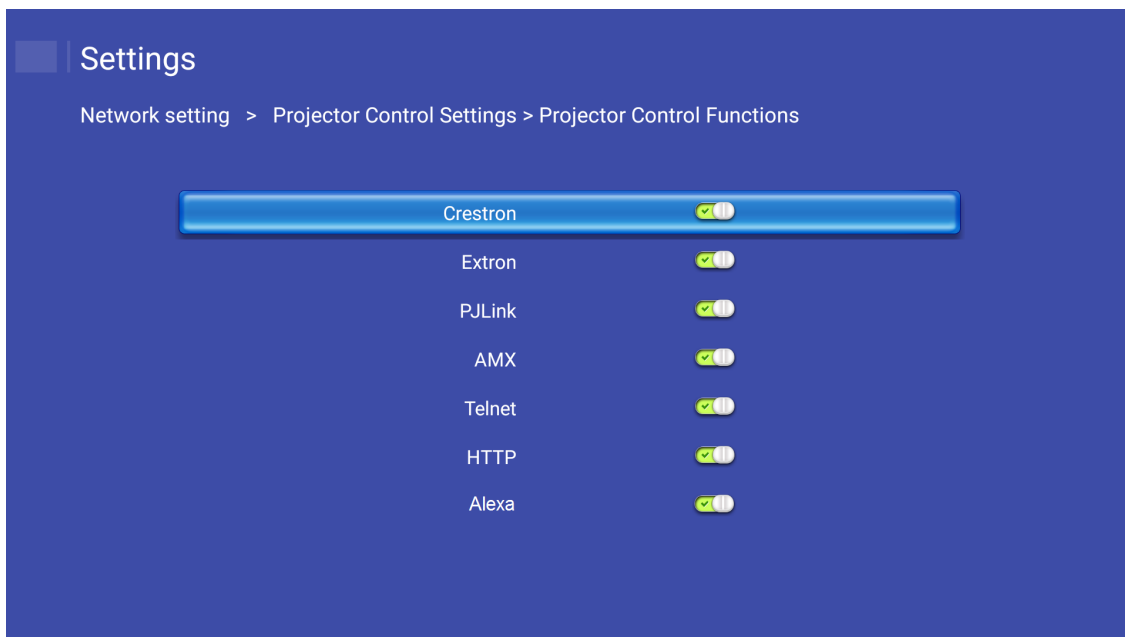 Settings
Network setting > Projector Control Settings > Projector Control Functions
Crestron
Extron
PJLink
AMX
Telnet
HTTP
Alexa